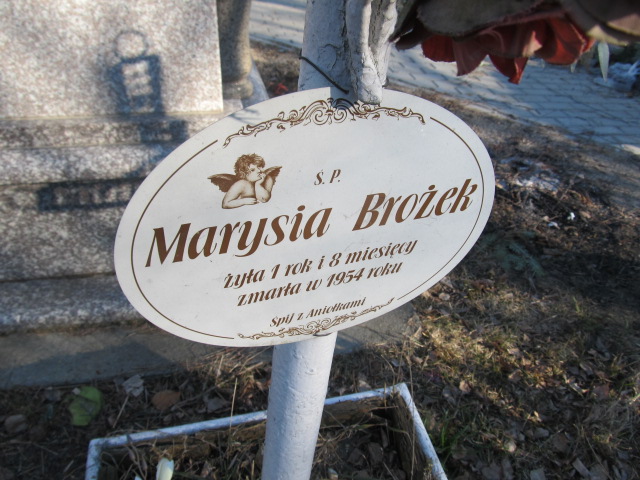 Ś. P.
Marysia Brożek
żyła 1 rok i 8 miesięcy
zmarła w 1954 roku
Śpij z Aniołkami